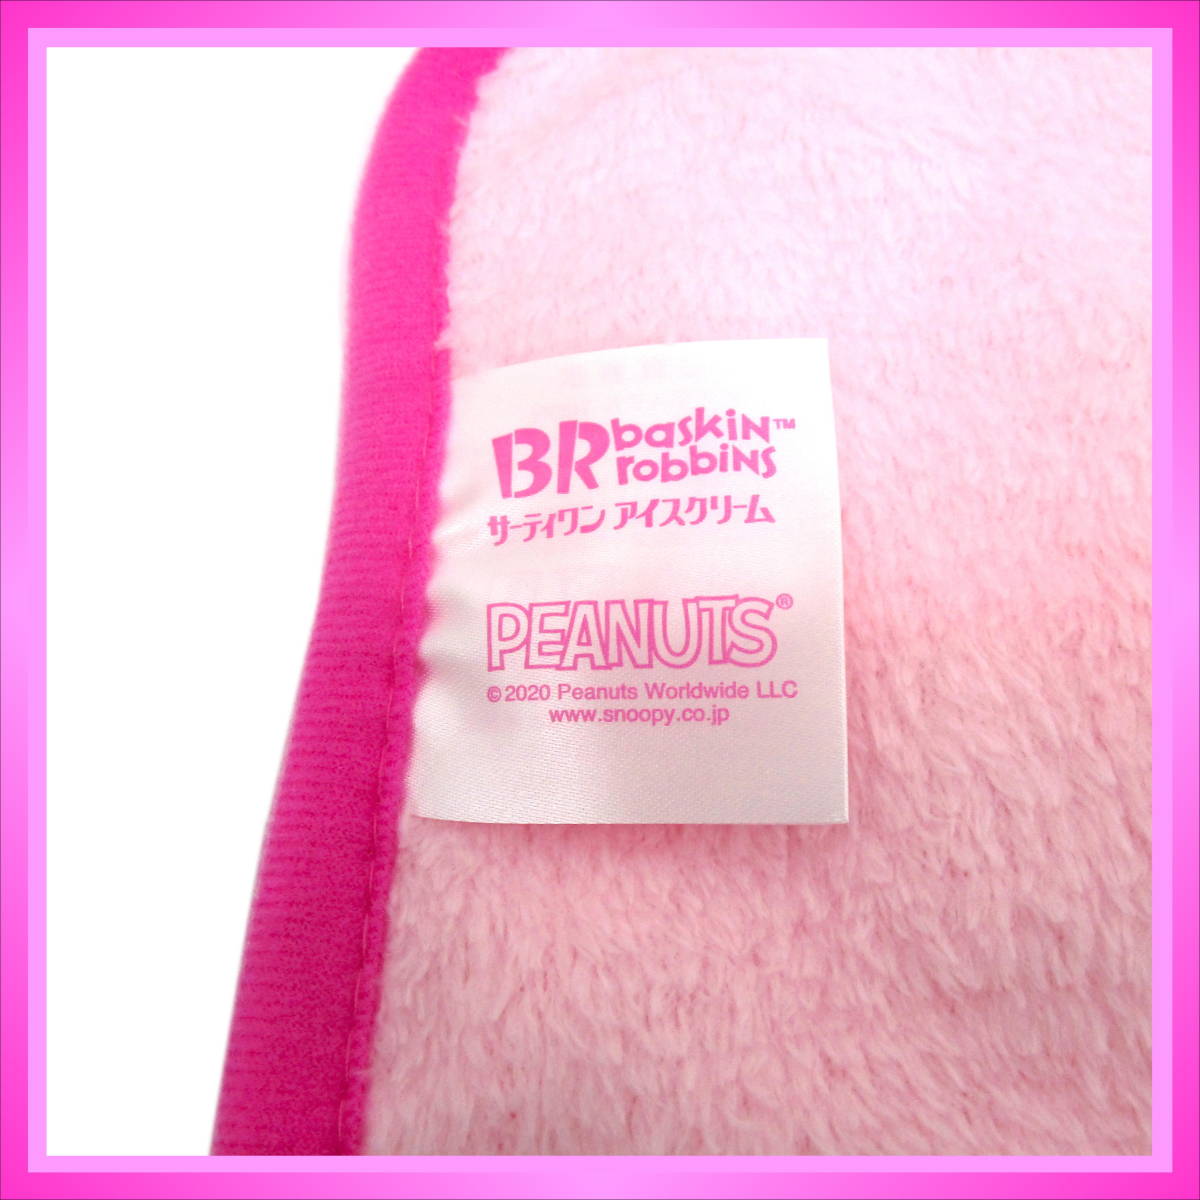 BR baskin™
robbins
サーティワン アイスクリーム
PEANUTS®
© 2020 Peanuts Worldwide LLC
www.snoopy.co.jp